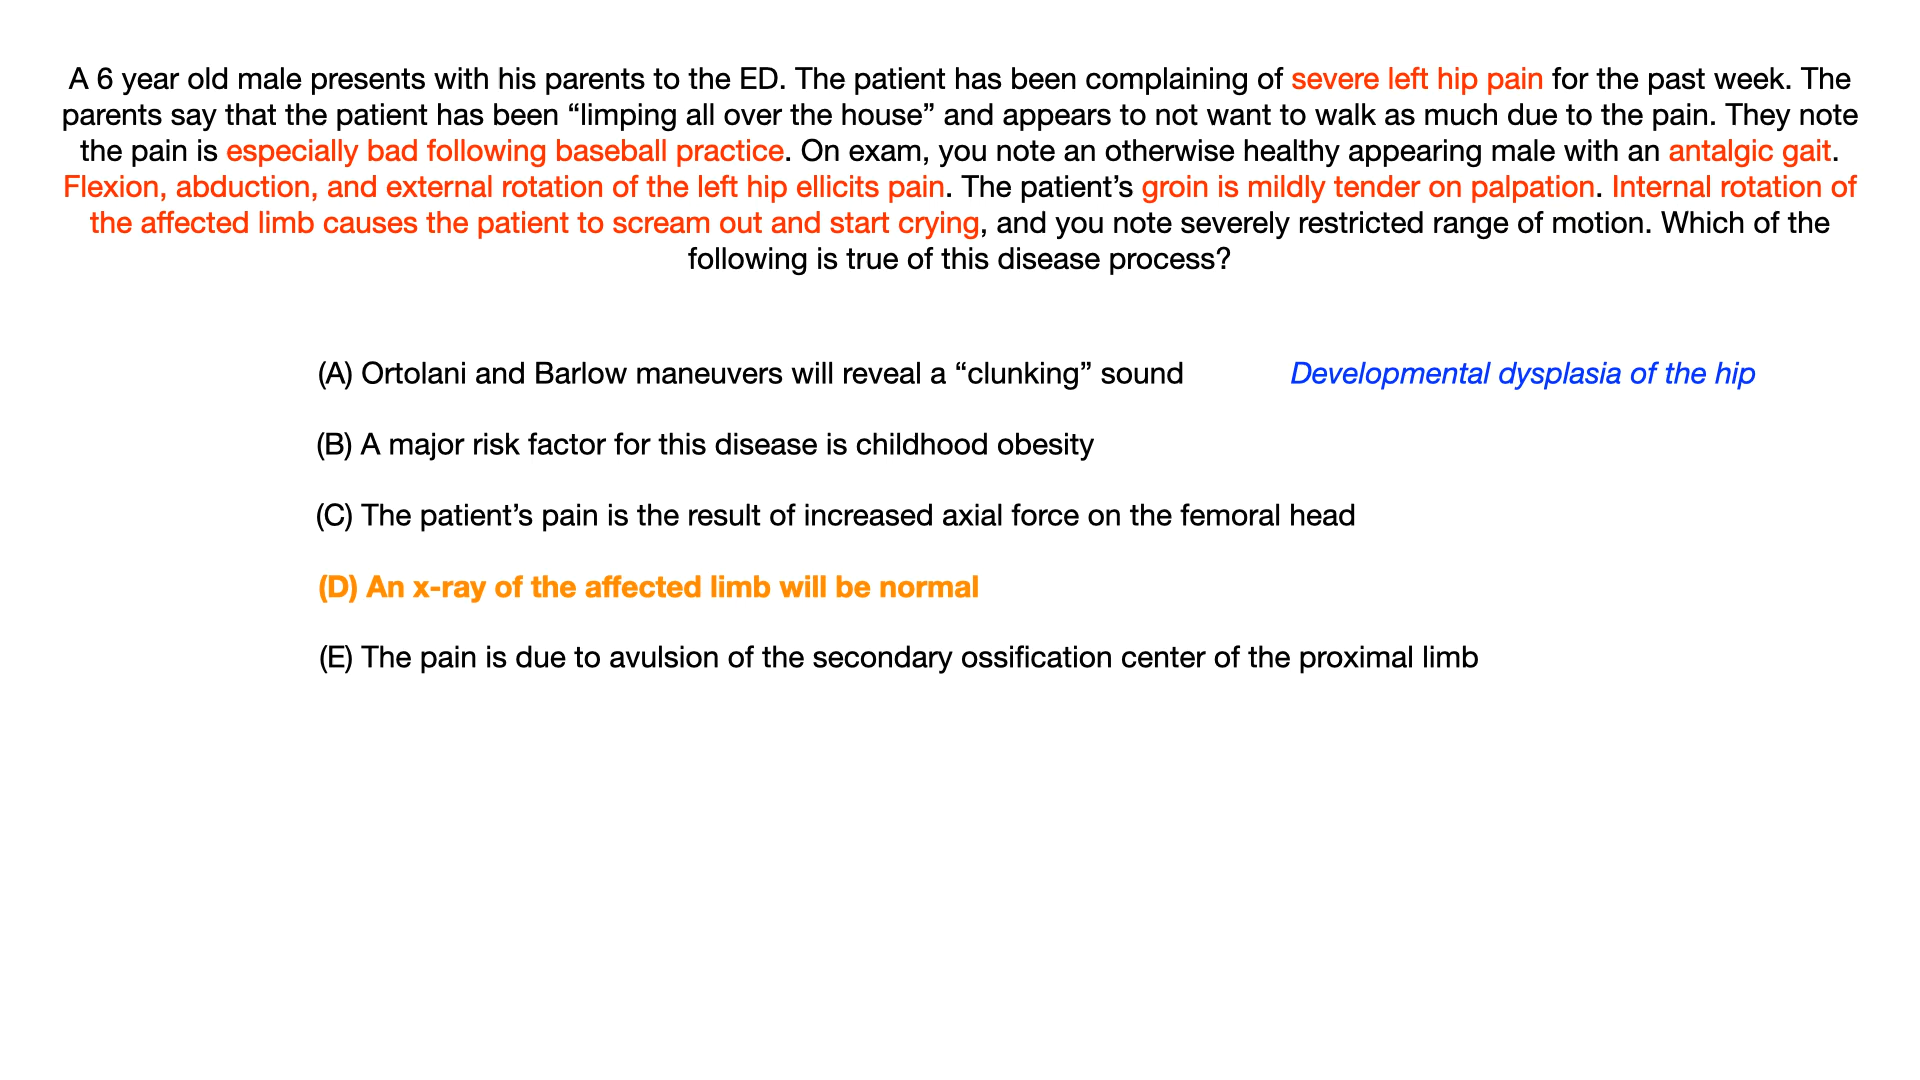 A 6 year old male presents with his parents to the ED. The patient has been complaining of severe left hip pain for the past week. The
parents say that the patient has been “limping all over the house” and appears to not want to walk as much due to the pain. They note
the pain is especially bad following baseball practice. On exam, you note an otherwise healthy appearing male with an antalgic gait.
Flexion, abduction, and external rotation of the left hip ellicits pain. The patient’s groin is mildly tender on palpation. Internal rotation of
the affected limb causes the patient to scream out and start crying, and you note severely restricted range of motion. Which of the
following is true of this disease process?
(A) Ortolani and Barlow maneuvers will reveal a “clunking” sound Developmental dysplasia of the hip
(B) A major risk factor for this disease is childhood obesity
(C) The patient’s pain is the result of increased axial force on the femoral head
(D) An x-ray of the affected limb will be normal
(E) The pain is due to avulsion of the secondary ossification center of the proximal limb